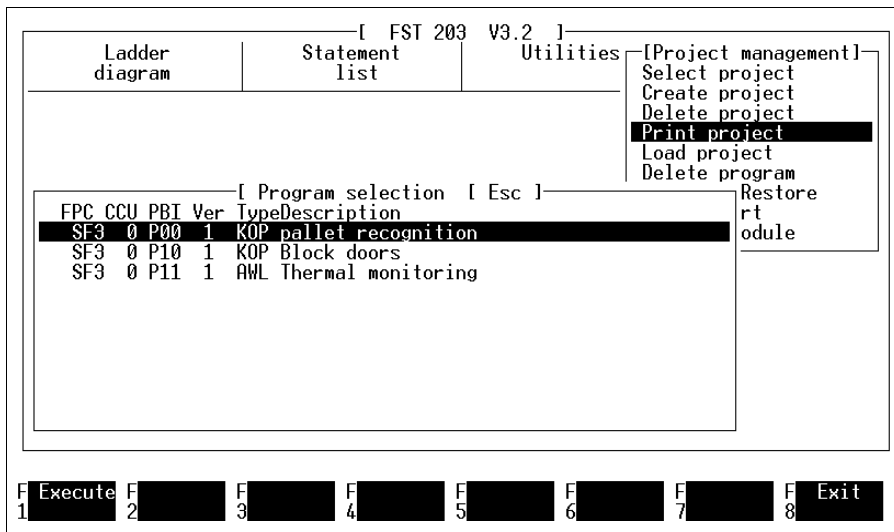 [ FST 203 V3.2 ]
Ladder diagram
Statement list
Utilities
[Project management]
Select project
Create project
Delete project
Print project
Load project
Delete program
Restore
rt
odule
[ Program selection [ Esc ]
FPC CCU PBI Ver TypeDescription
SF3 0 P00 1 KOP pallet recognition
SF3 0 P10 1 KOP Block doors
SF3 0 P11 1 AWL Thermal monitoring
F1 Execute F2 F3 F4 F5 F6 F7 F8 Exit